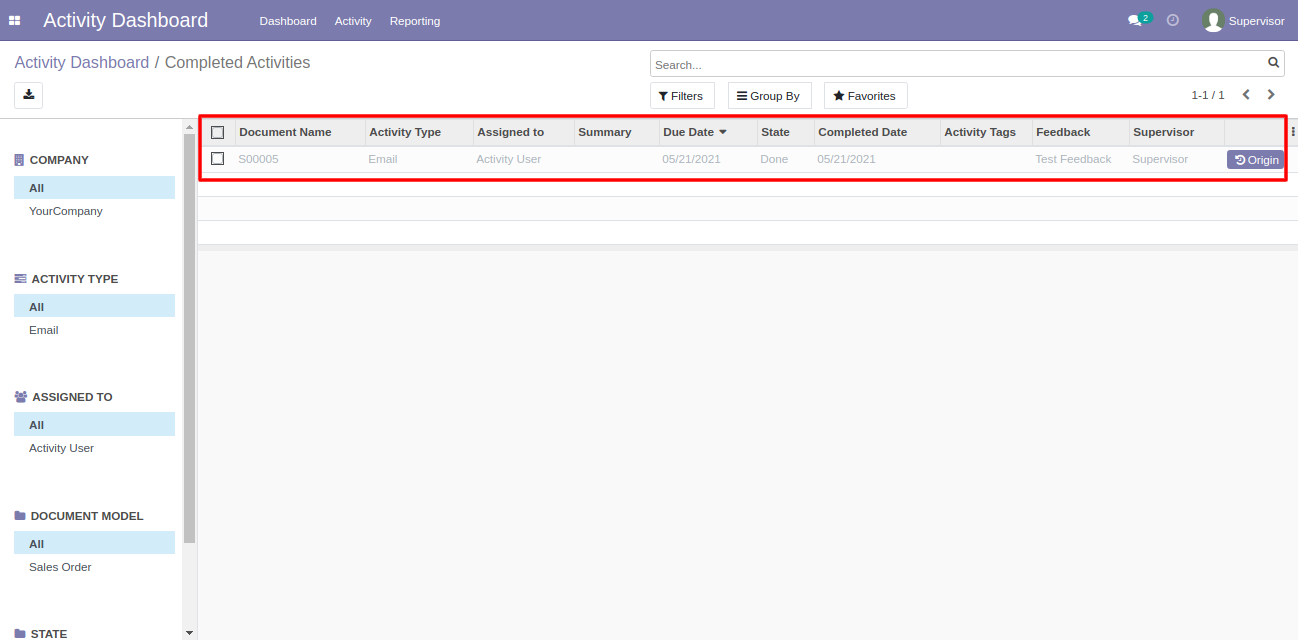 Activity Dashboard Dashboard Activity Reporting 2 Supervisor
Activity Dashboard / Completed Activities
Search...
Filters Group By Favorites 1-1 / 1
COMPANY
All
YourCompany
ACTIVITY TYPE
All
Email
ASSIGNED TO
All
Activity User
DOCUMENT MODEL
All
Sales Order
STATE
Document Name Activity Type Assigned to Summary Due Date State Completed Date Activity Tags Feedback Supervisor
S00005 Email Activity User 05/21/2021 Done 05/21/2021 Test Feedback Supervisor Origin